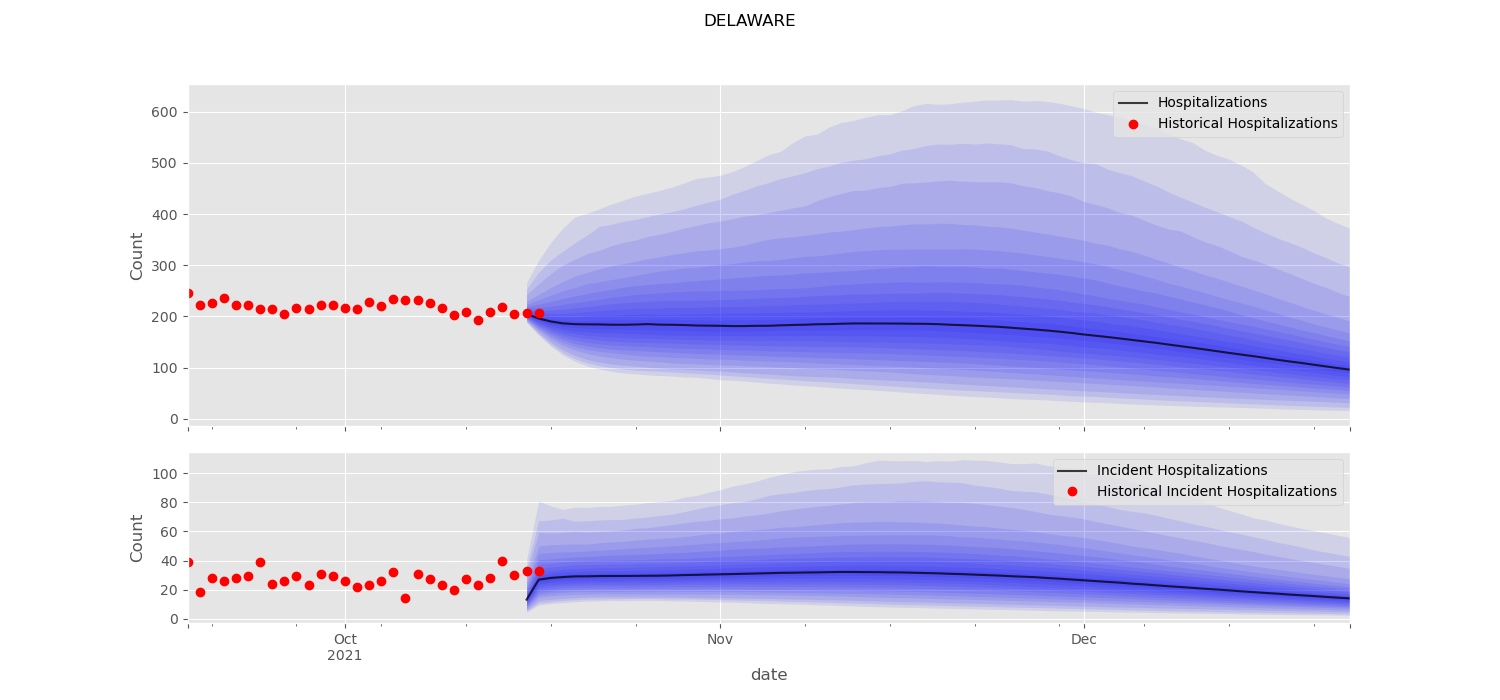 DELAWARE
600
500
400
300
200
100
0
Count
Hospitalizations
Historical Hospitalizations
100
80
60
40
20
0
Count
Incident Hospitalizations
Historical Incident Hospitalizations
Oct
2021
Nov
Dec
date